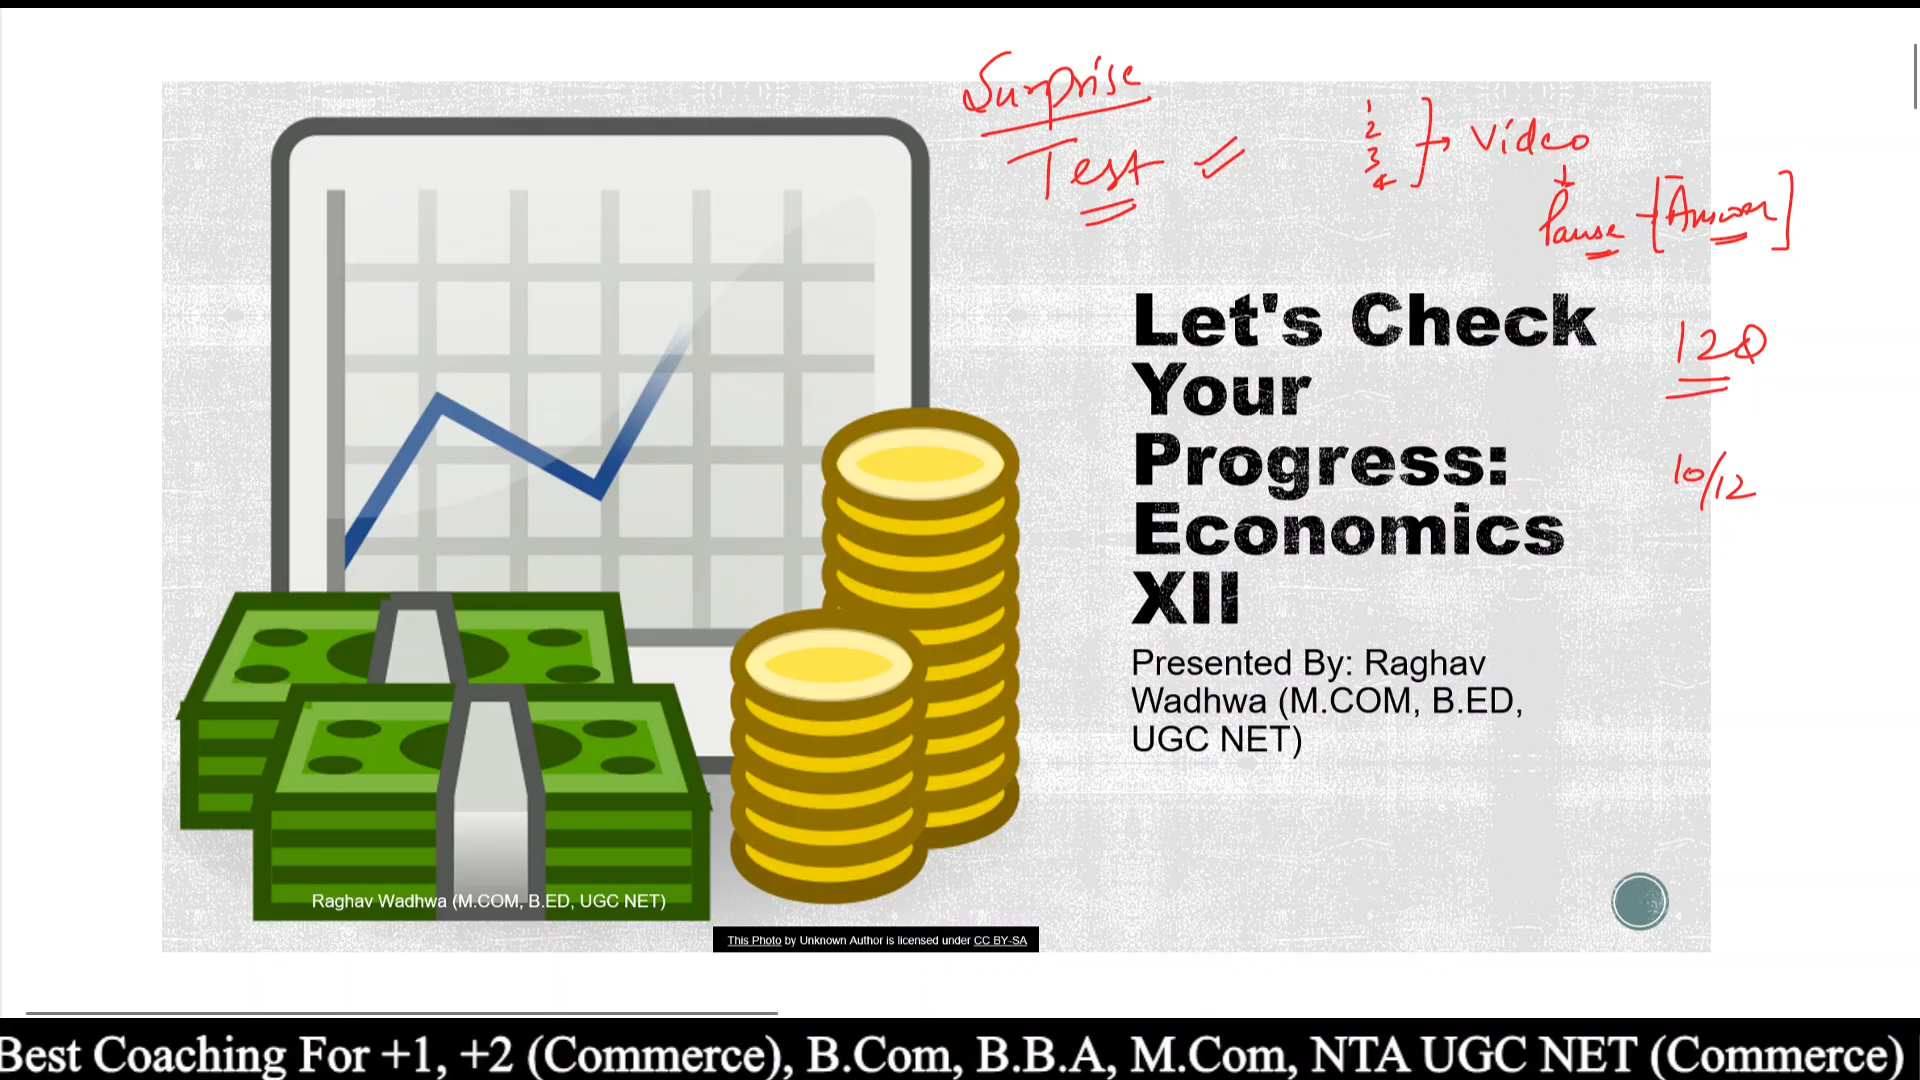 Surprise
Test
1
2
3
4
Video
Pause
[Answer]
Let's Check
Your
Progress:
Economics
XII
12Q
10/12
Presented By: Raghav
Wadhwa (M.COM, B.ED,
UGC NET)
Raghav Wadhwa (M.COM, B.ED, UGC NET)
This Photo by Unknown Author is licensed under CC BY-SA
Best Coaching For +1, +2 (Commerce), B.Com, B.B.A, M.Com, NTA UGC NET (Commerce)